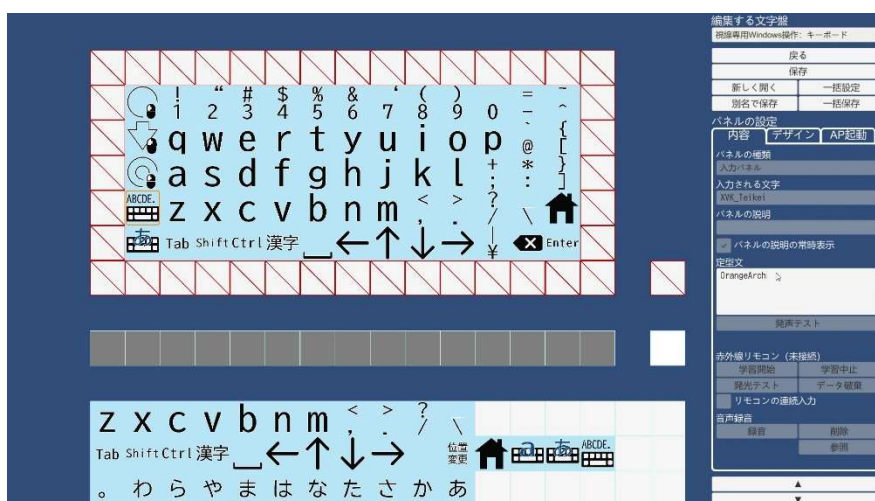 編集する文字盤
視線専用Windows操作: キーボード
戻る
保存
新しく開く 一括設定
別名で保存 一括保存
パネルの設定
内容 デザイン AP起動
パネルの種類
入力パネル
入力される文字
XVK_Teikei
パネルの説明
パネルの説明の常時表示
定型文
OrangeArch
発声テスト
赤外線リモコン (未接続)
学習開始 学習中止
発光テスト データ破棄
リモコンの連続入力
音声録音
録音 削除
参照
▲
▼
! " # $ % & ' ( ) = ~
1 2 3 4 5 6 7 8 9 0 - ^
q w e r t y u i o p ` @ { [
a s d f g h j k l + ; * : } ]
ABCDE. z x c v b n m < , > . ? / \
あ Tab Shift Ctrl 漢字 ← ↑ ↓ → | ¥ Enter
z x c v b n m < , > . ? / \
Tab Shift Ctrl 漢字 ← ↑ ↓ → 位置変更 a あ ABCDE.
。 わ ら や ま は な た さ か あ